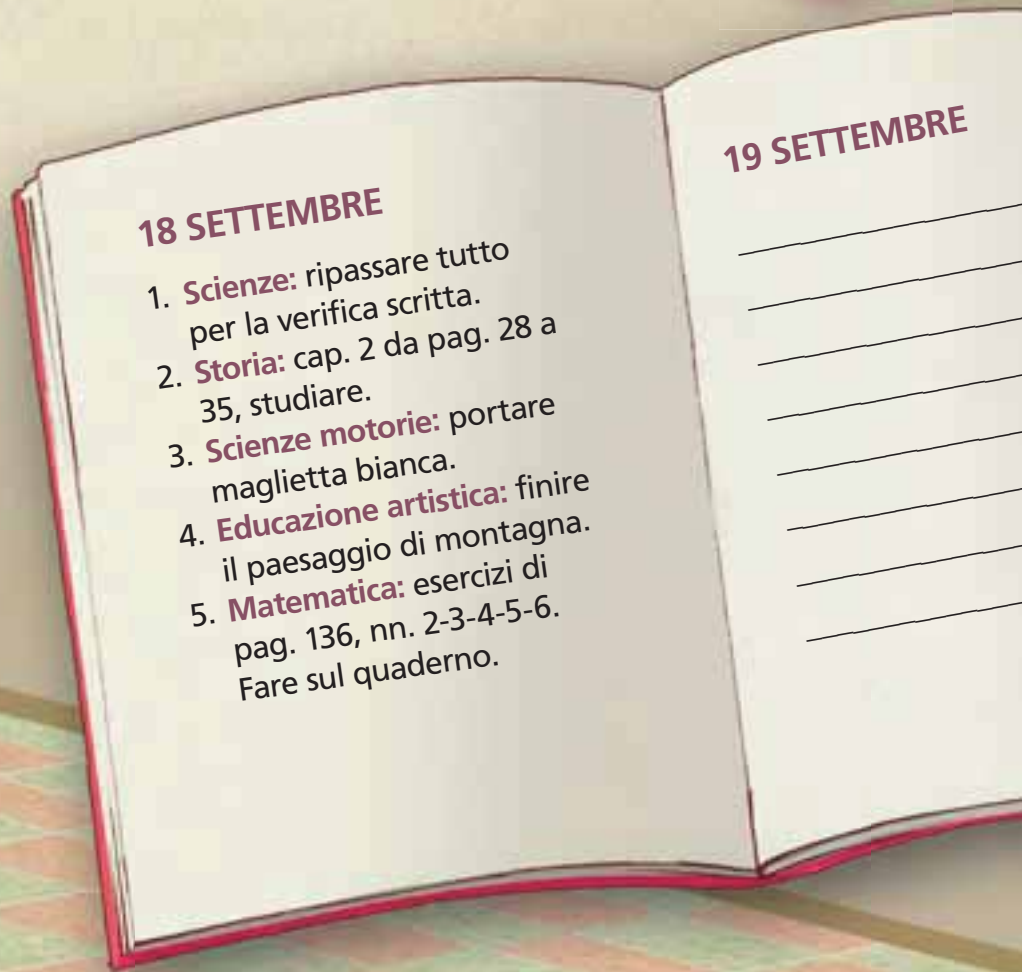 18 SETTEMBRE
1. Scienze: ripassare tutto
per la verifica scritta.
2. Storia: cap. 2 da pag. 28 a
35, studiare.
3. Scienze motorie: portare
maglietta bianca.
4. Educazione artistica: finire
il paesaggio di montagna.
5. Matematica: esercizi di
pag. 136, nn. 2-3-4-5-6.
Fare sul quaderno.
19 SETTEMBRE